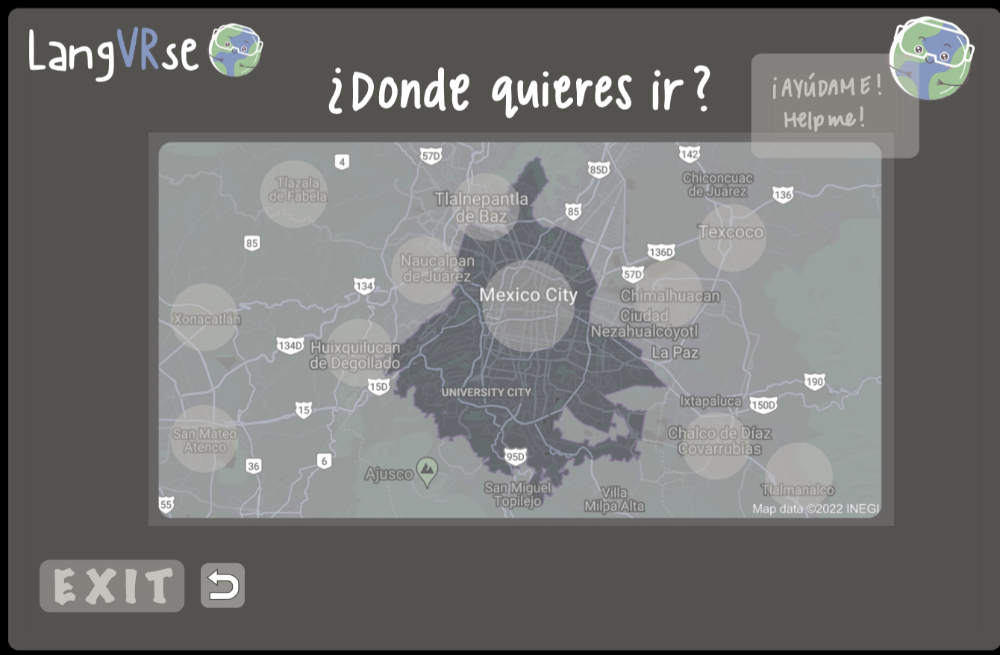 LangVRse
¿Donde quieres ir?
¡AYÚDAME!
Help me!
4
57D
85D
142
Chiconcuac
de Juárez
136
Tlazala
de Fabela
Tlalnepantla
de Baz
85
Texcoco
85
136D
Naucalpan
de Juárez
57D
134
Mexico City
Chimalhuacan
Xonacatlán
Ciudad
Nezahualcóyotl
134D
Huixquilucan
de Degollado
La Paz
15D
UNIVERSITY CITY
190
15
Ixtapaluca
150D
San Mateo
Atenco
Chalco de Díaz
Covarrubias
36
6
95D
Ajusco
San Miguel
Topilejo
Villa
Milpa Alta
Tlalmanalco
55
Map data ©2022 INEGI
EXIT